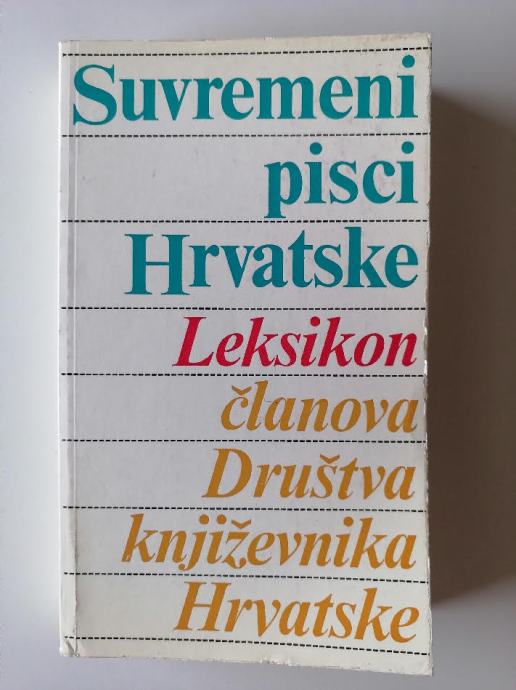 Suvremeni
pisci
Hrvatske
Leksikon
članova
Društva
književnika
Hrvatske